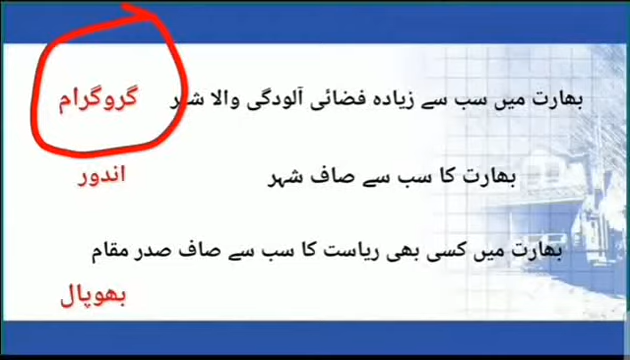 بھارت میں سب سے زیادہ فضائی آلودگی والا شہر گروگرام
بھارت کا سب سے صاف شہر اندور
بھارت میں کسی بھی ریاست کا سب سے صاف صدر مقام
بھوپال